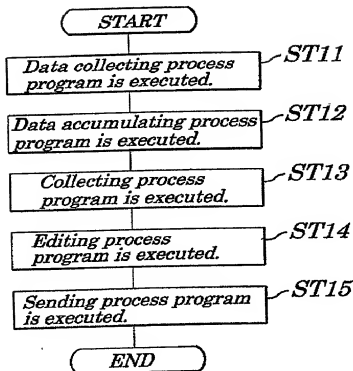 START
Data collecting process
program is executed.
ST11
Data accumulating process
program is executed.
ST12
Collecting process
program is executed.
ST13
Editing process
program is executed.
ST14
Sending process program
is executed.
ST15
END